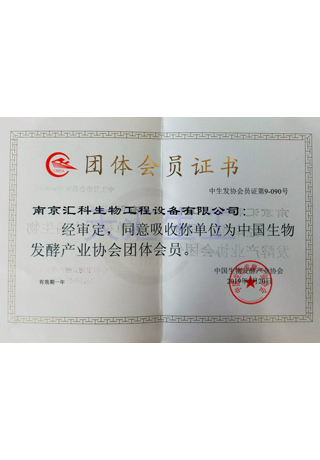 团体会员证书
中生发协会员证第9-090号
南京汇科生物工程设备有限公司：
经审定，同意吸收你单位为中国生物
发酵产业协会团体会员。
中国生物发酵产业协会
有效期一年